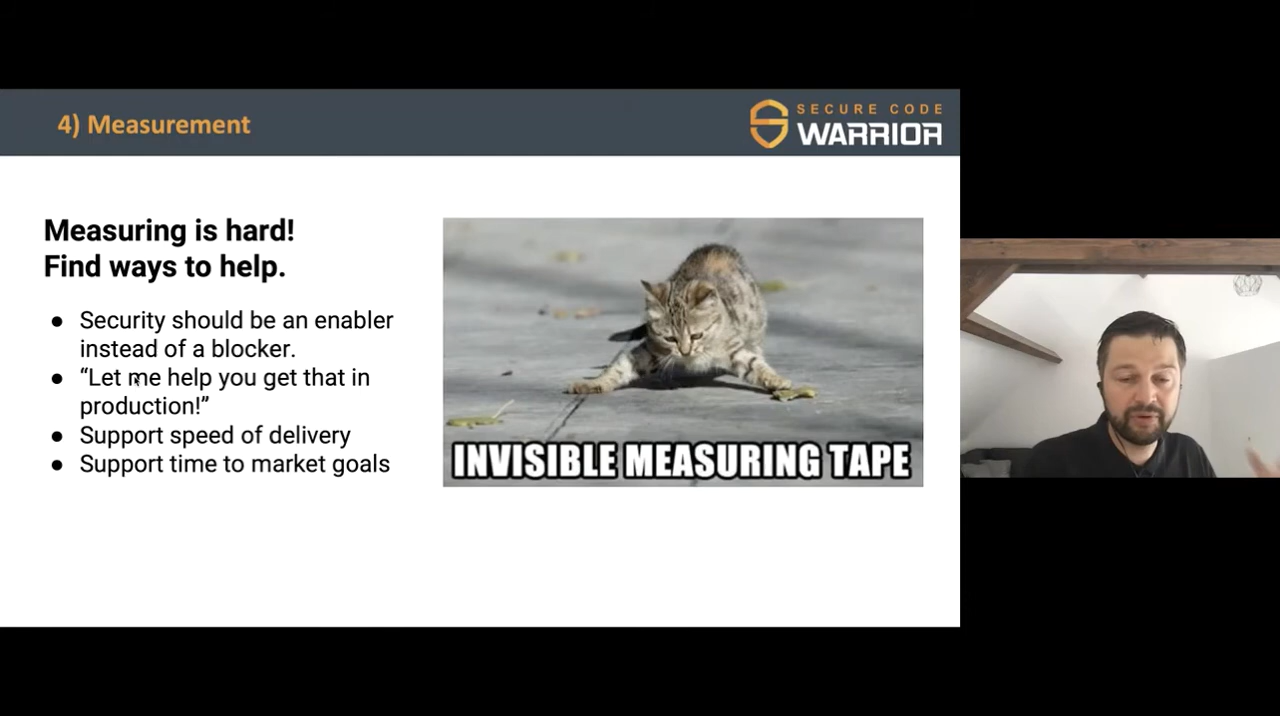 4) Measurement
SECURE CODE
WARRIOR
Measuring is hard!
Find ways to help.
● Security should be an enabler
instead of a blocker.
● “Let me help you get that in
production!”
● Support speed of delivery
● Support time to market goals
INVISIBLE MEASURING TAPE